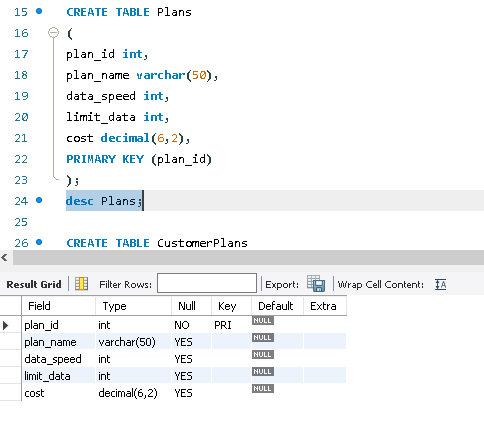 15 CREATE TABLE Plans
16 (
17 plan_id int,
18 plan_name varchar(50),
19 data_speed int,
20 limit_data int,
21 cost decimal(6,2),
22 PRIMARY KEY (plan_id)
23 );
24 desc Plans;
25
26 CREATE TABLE CustomerPlans
Result Grid Filter Rows: Export: Wrap Cell Content: IA
Field Type Null Key Default Extra
plan_id int NO PRI NULL
plan_name varchar(50) YES NULL
data_speed int YES NULL
limit_data int YES NULL
cost decimal(6,2) YES NULL